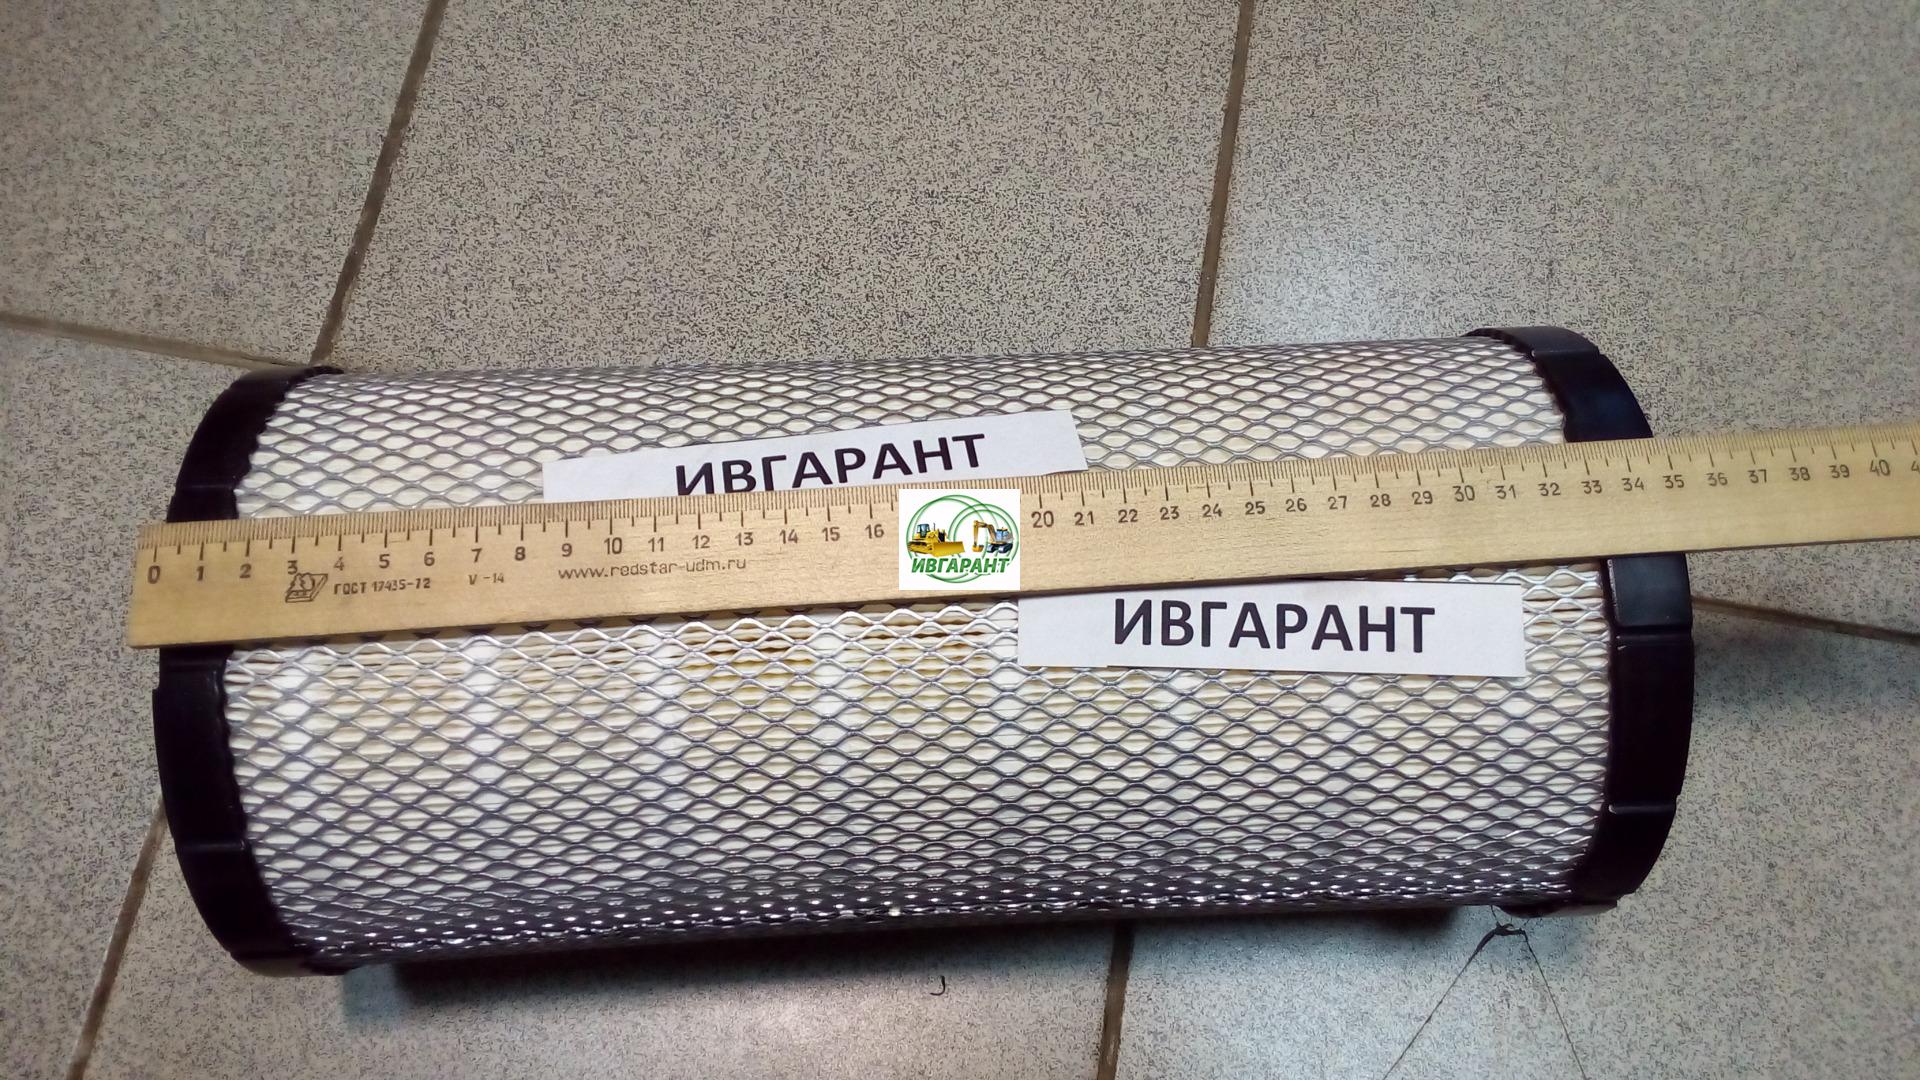 ИВГАРАНТ
0 1 2 3 4 5 6 7 8 9 10 11 12 13 14 15 16 20 21 22 23 24 25 26 27 28 29 30 31 32 33 34 35 36 37 38 39 40
ГОСТ 17435-72 V-14 www.redstar-udm.ru
ИВГАРАНТ
ИВГАРАНТ